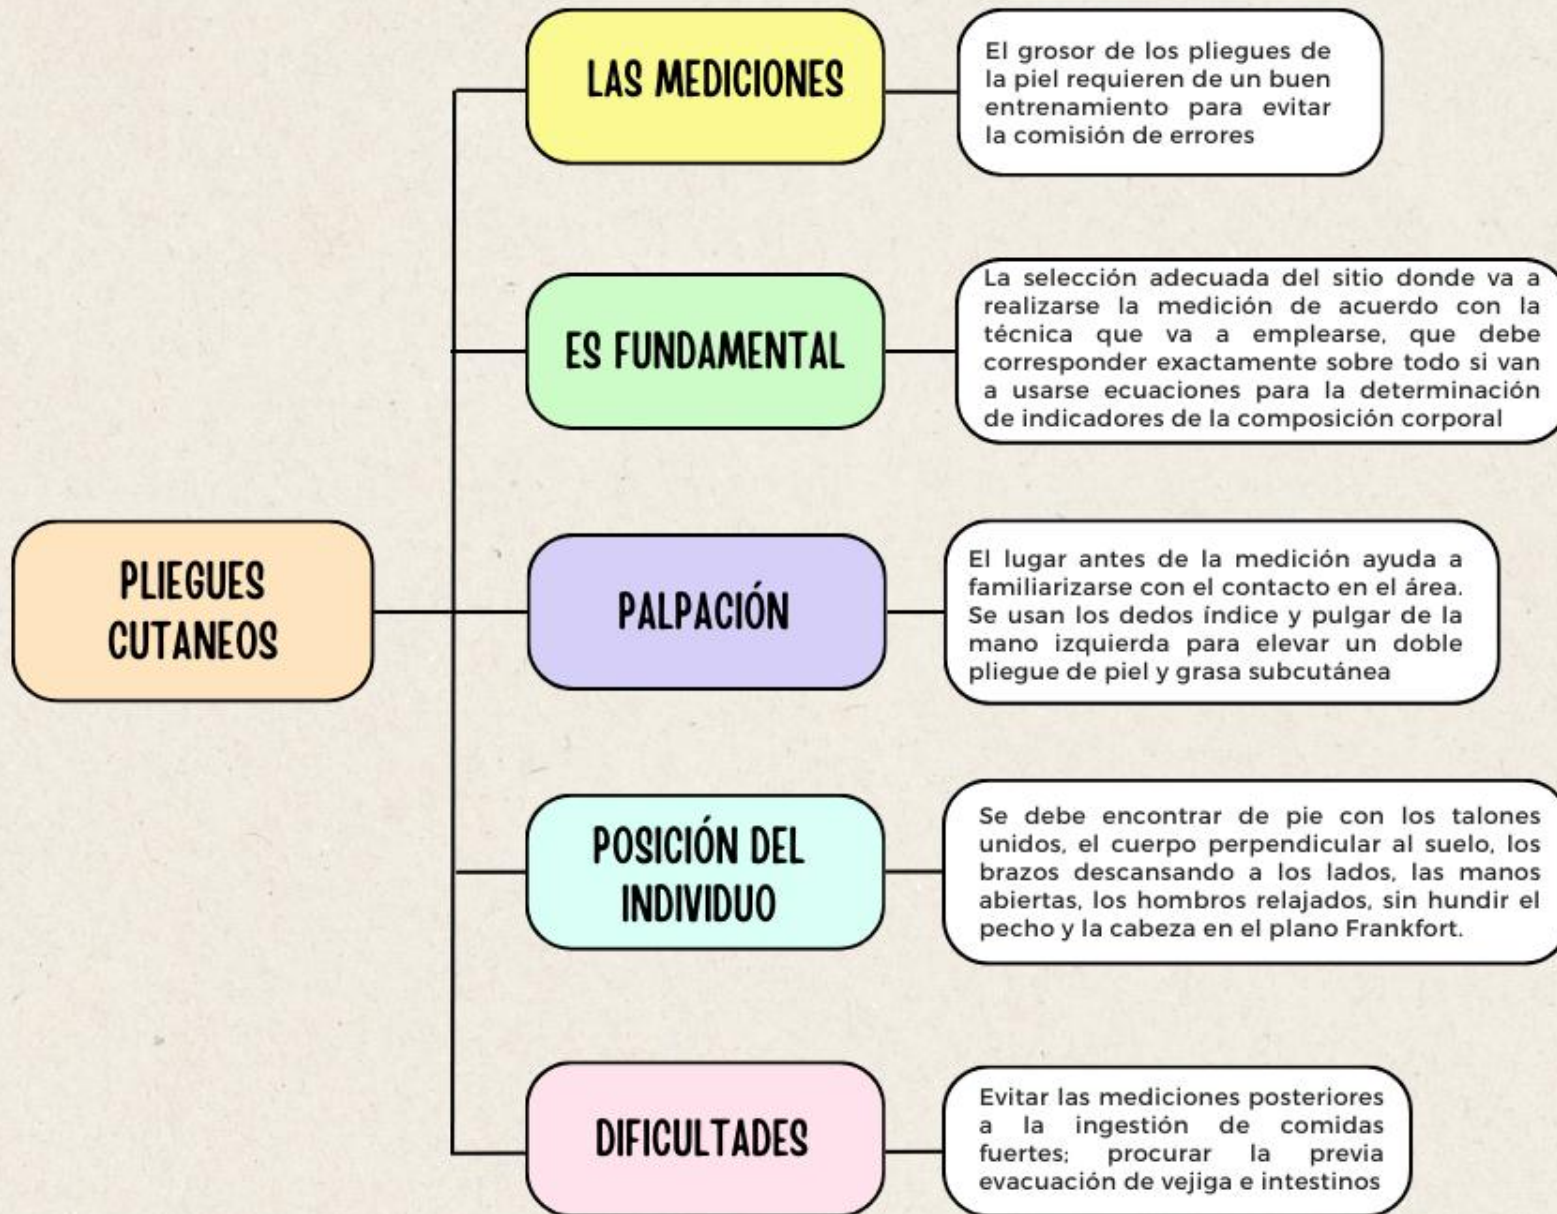 PLIEGUES
CUTANEOS
LAS MEDICIONES
El grosor de los pliegues de
la piel requieren de un buen
entrenamiento para evitar
la comisión de errores
ES FUNDAMENTAL
La selección adecuada del sitio donde va a
realizarse la medición de acuerdo con la
técnica que va a emplearse, que debe
corresponder exactamente sobre todo si van
a usarse ecuaciones para la determinación
de indicadores de la composición corporal
PALPACIÓN
El lugar antes de la medición ayuda a
familiarizarse con el contacto en el área.
Se usan los dedos índice y pulgar de la
mano izquierda para elevar un doble
pliegue de piel y grasa subcutánea
POSICIÓN DEL
INDIVIDUO
Se debe encontrar de pie con los talones
unidos, el cuerpo perpendicular al suelo, los
brazos descansando a los lados, las manos
abiertas, los hombros relajados, sin hundir el
pecho y la cabeza en el plano Frankfort.
DIFICULTADES
Evitar las mediciones posteriores
a la ingestión de comidas
fuertes; procurar la previa
evacuación de vejiga e intestinos